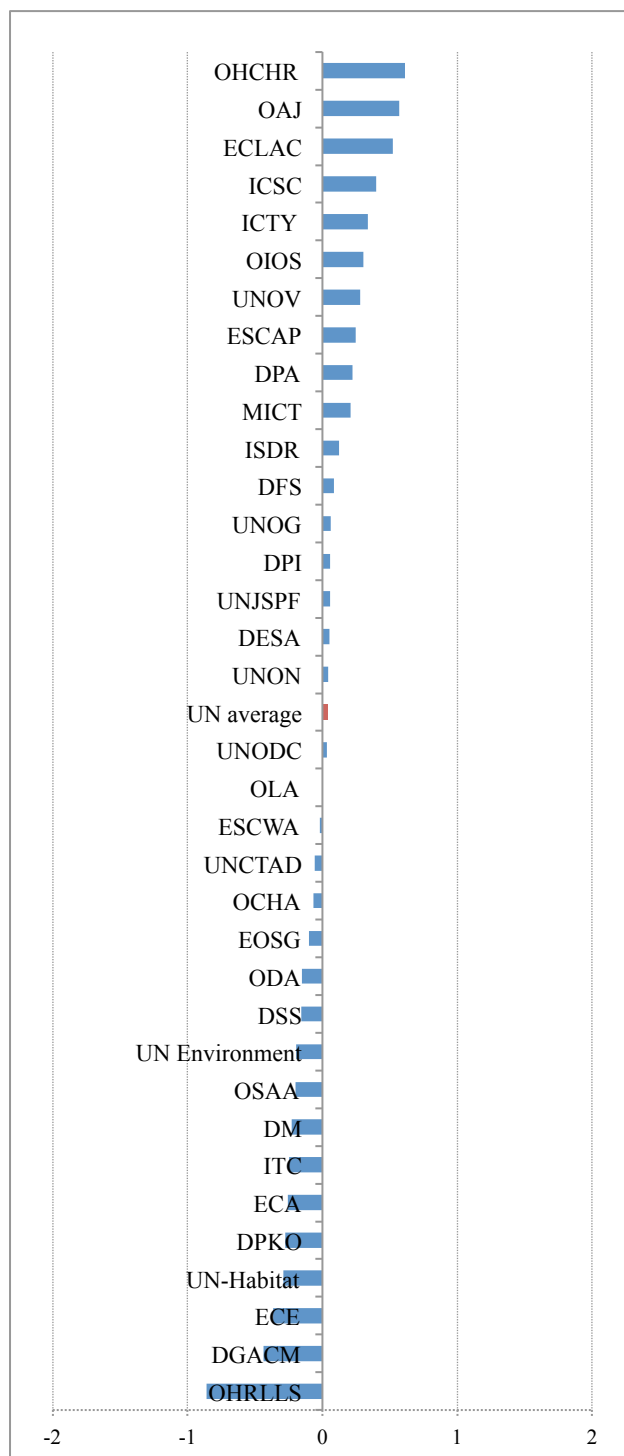 OHCHR
OAJ
ECLAC
ICSC
ICTY
OIOS
UNOV
ESCAP
DPA
MICT
ISDR
DFS
UNOG
DPI
UNJSPF
DESA
UNON
UN average
UNODC
OLA
ESCWA
UNCTAD
OCHA
EOSG
ODA
DSS
UN Environment
OSAA
DM
ITC
ECA
DPKO
UN-Habitat
ECE
DGACM
OHRLLS
-2 -1 0 1 2